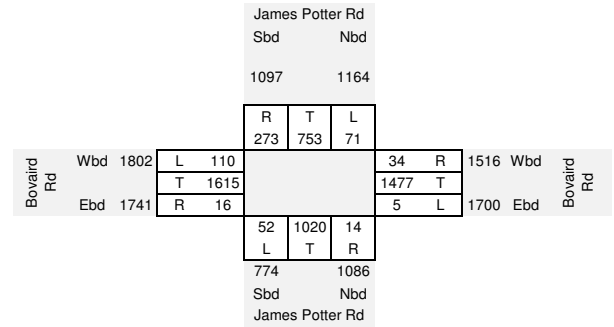 James Potter Rd
Sbd Nbd
1097 1164
R T L
273 753 71
Bovaird Rd
Wbd 1802 L 110 34 R 1516 Wbd
T 1615 1477 T
Ebd 1741 R 16 5 L 1700 Ebd
Bovaird Rd
52 1020 14
L T R
774 1086
Sbd Nbd
James Potter Rd